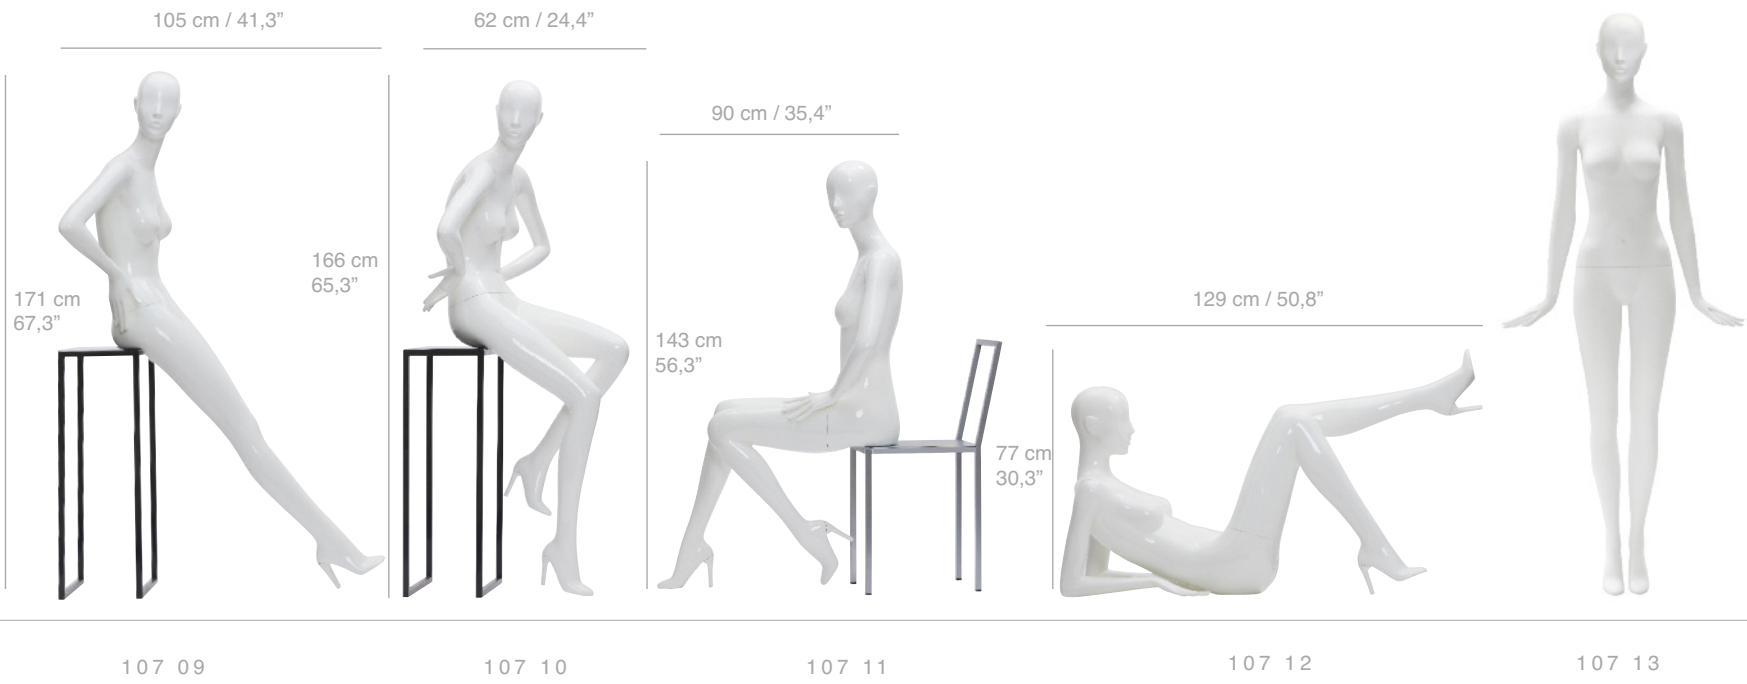 105 cm / 41,3”
62 cm / 24,4”
90 cm / 35,4”
166 cm
65,3”
171 cm
67,3”
129 cm / 50,8”
143 cm
56,3”
77 cm
30,3”
107 09
107 10
107 11
107 12
107 13